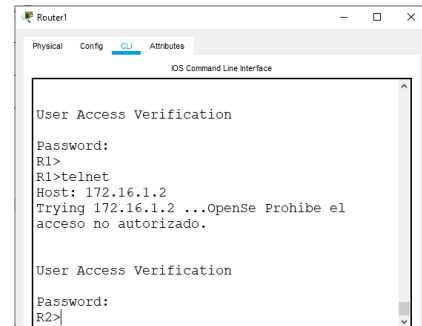 Router1
Physical Config CLI Attributes
IOS Command Line Interface
User Access Verification
Password:
R1>
R1>telnet
Host: 172.16.1.2
Trying 172.16.1.2 ...OpenSe Prohibe el
acceso no autorizado.
User Access Verification
Password:
R2>